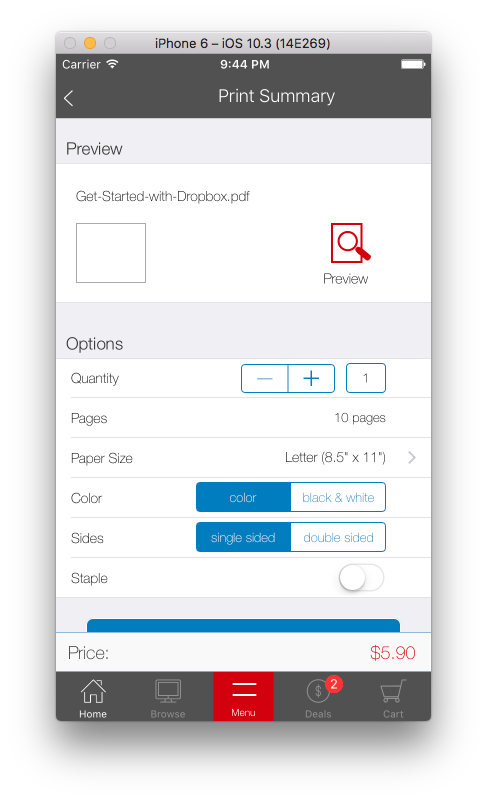 iPhone 6 – iOS 10.3 (14E269)
Carrier 9:44 PM
Print Summary
Preview
Get-Started-with-Dropbox.pdf
Preview
Options
Quantity 1
Pages 10 pages
Paper Size Letter (8.5" x 11")
Color color black & white
Sides single sided double sided
Staple
Price: $5.90
$ 2
Home Browse Menu Deals Cart